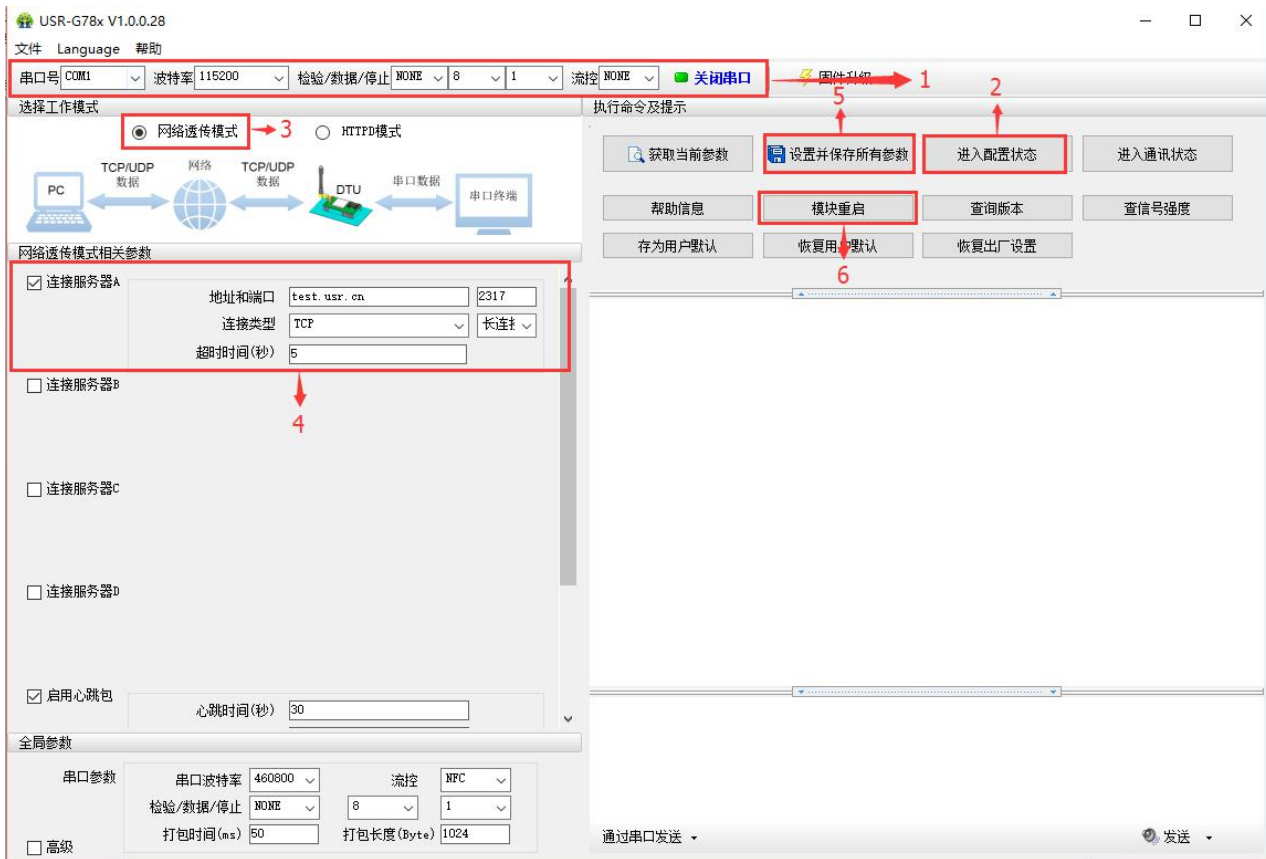 USR-G78x V1.0.0.28
文件 Language 帮助
串口号 COM1 波特率 115200 检验/数据/停止 NONE 8 1 流控 NONE 关闭串口 固件升级 1
选择工作模式
网络透传模式 3 HTTPD模式
PC TCP/UDP 数据 网络 TCP/UDP 数据 DTU 串口数据 串口终端
网络透传模式相关参数
连接服务器A
地址和端口 test.usr.cn 2317
连接类型 TCP 长连接
超时时间(秒) 5
4
连接服务器B
连接服务器C
连接服务器D
启用心跳包
心跳时间(秒) 30
全局参数
串口参数 串口波特率 460800 流控 NFC
检验/数据/停止 NONE 8 1
打包时间(ms) 50 打包长度(Byte) 1024
高级
执行命令及提示
5 2
获取当前参数 设置并保存所有参数 进入配置状态 进入通讯状态
帮助信息 模块重启 查询版本 查信号强度
存为用户默认 恢复用户默认 恢复出厂设置
6
通过串口发送 发送